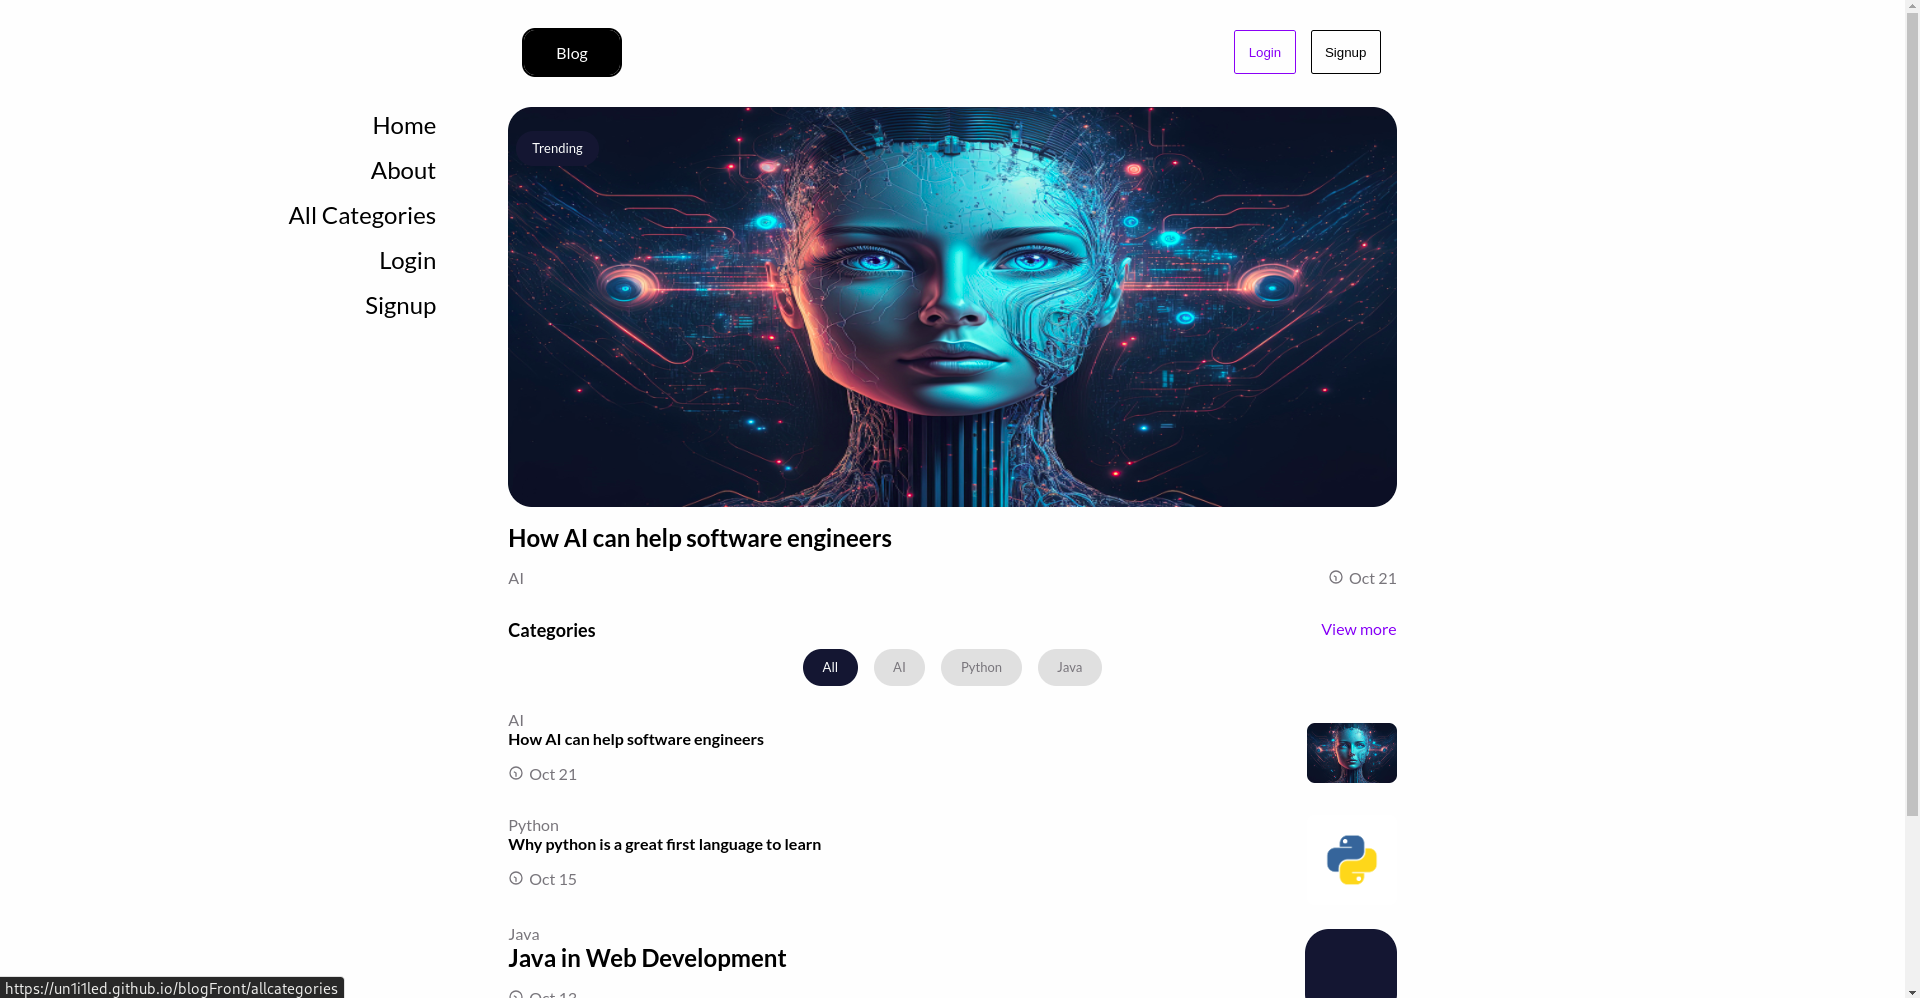 Blog
Login
Signup
Home
About
All Categories
Login
Signup
Trending
How AI can help software engineers
AI
Oct 21
Categories
View more
All
AI
Python
Java
AI
How AI can help software engineers
Oct 21
Python
Why python is a great first language to learn
Oct 15
Java
Java in Web Development
https://un1i1led.github.io/blogFront/allcategories